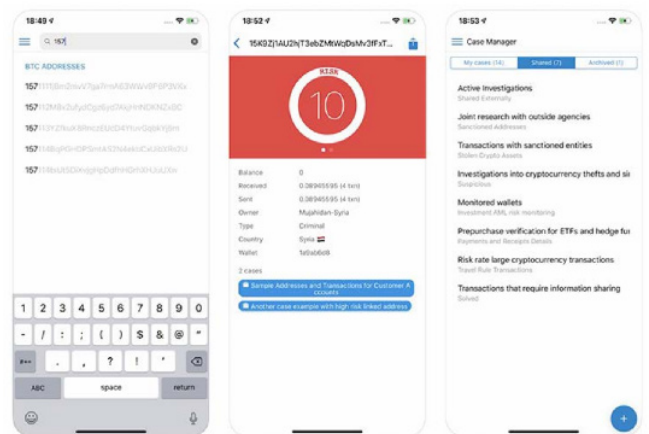 18:49
157
BTC ADDRESSES
157
157
157
157
157
1 2 3 4 5 6 7 8 9 0
- / : ; ( ) $ & @ "
#+= . , ? ! '
ABC space return
18:52
RISK
10
Balance 0
Received 0.08945595 (4 txn)
Sent 0.08945595 (4 txn)
Owner Mujahidan-Syria
Type Criminal
Country Syria
Wallet
2 cases
Sample Addresses and Transactions for Customer A
ccounts
Another case example with high risk linked address
18:53
Case Manager
My cases (14) Shared (7) Archived (1)
Active Investigations
Shared Externally
Joint research with outside agencies
Sanctioned Addresses
Transactions with sanctioned entities
Stolen Crypto Assets
Investigations into cryptocurrency thefts and sir
Suspicious
Monitored wallets
Investment AML risk monitoring
Prepurchase verification for ETFs and hedge fur
Payments and Receipts Details
Risk rate large cryptocurrency transactions
Travel Rule Transactions
Transactions that require information sharing
Solved
+